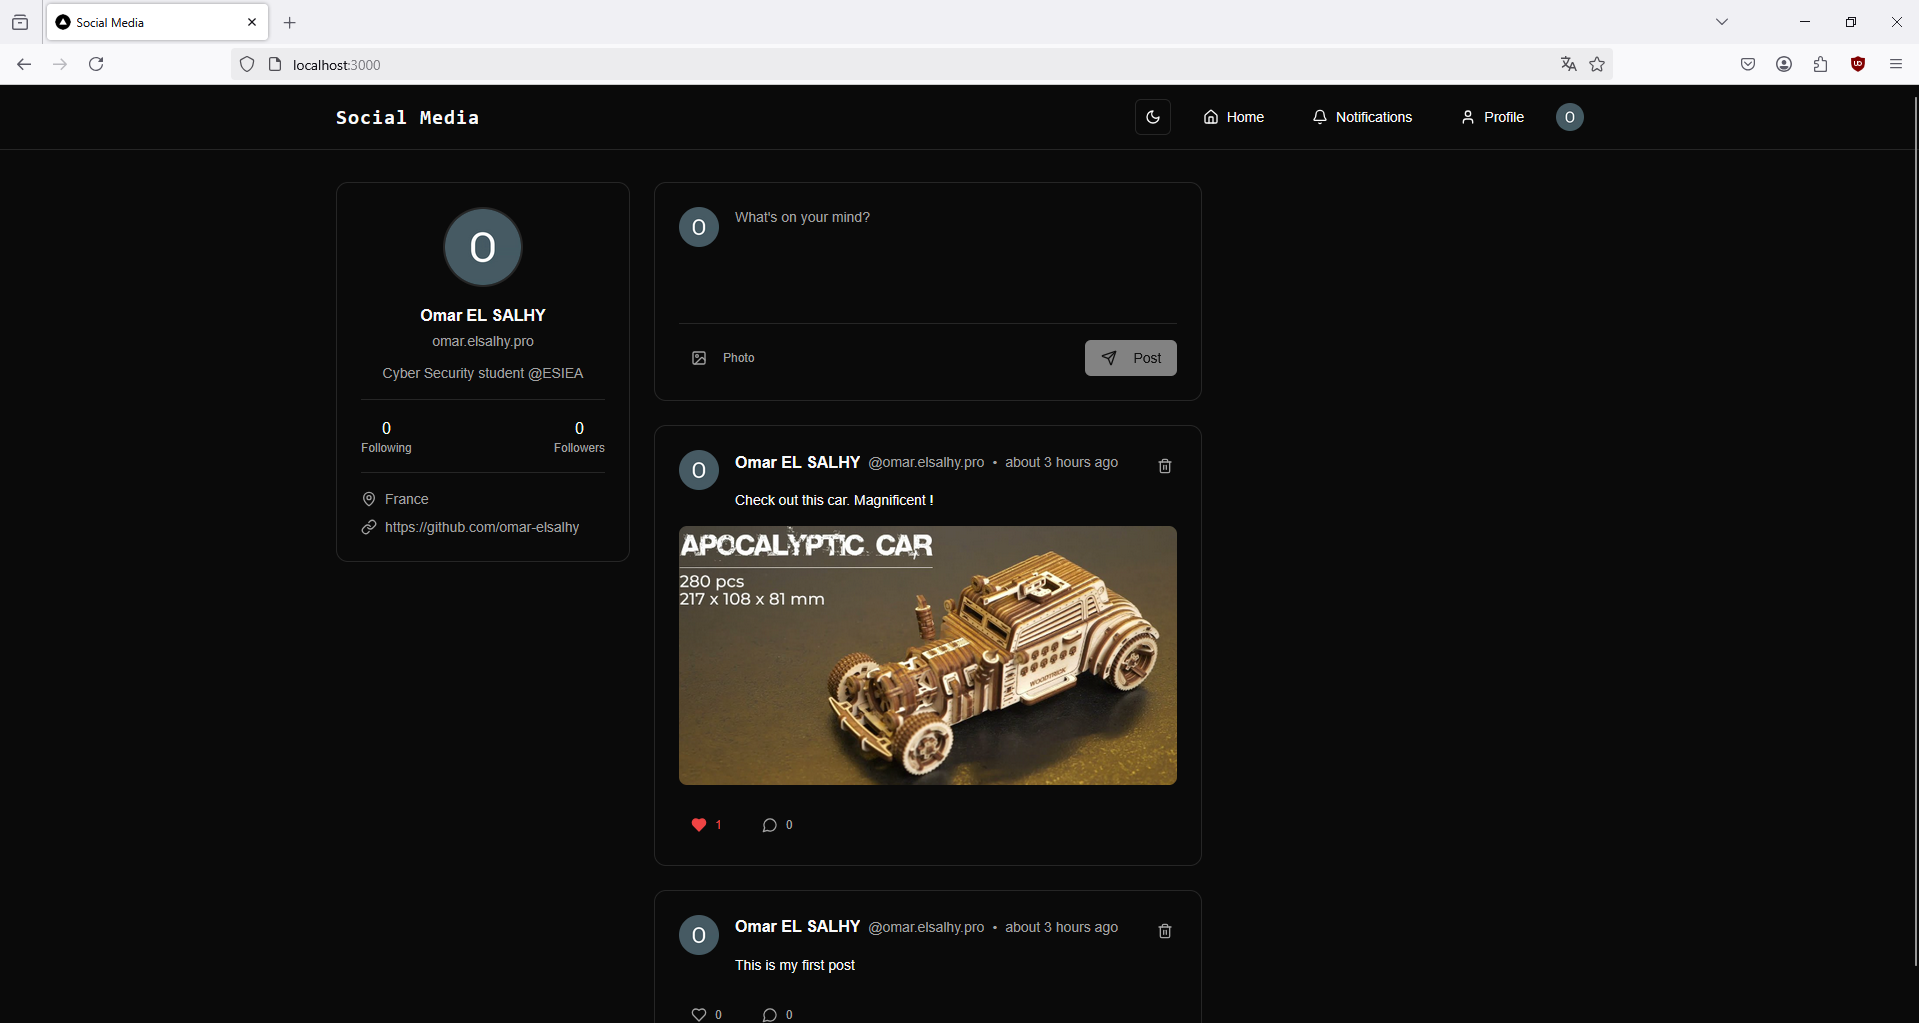 Social Media
localhost:3000
Social Media
Home
Notifications
Profile
O
O
Omar EL SALHY
omar.elsalhy.pro
Cyber Security student @ESIEA
0
Following
0
Followers
France
https://github.com/omar-elsalhy
O
What's on your mind?
Photo
Post
O
Omar EL SALHY @omar.elsalhy.pro • about 3 hours ago
Check out this car. Magnificent !
APOCALYPTIC CAR
280 pcs
217 x 108 x 81 mm
WOODTRICK
1
0
O
Omar EL SALHY @omar.elsalhy.pro • about 3 hours ago
This is my first post
0
0